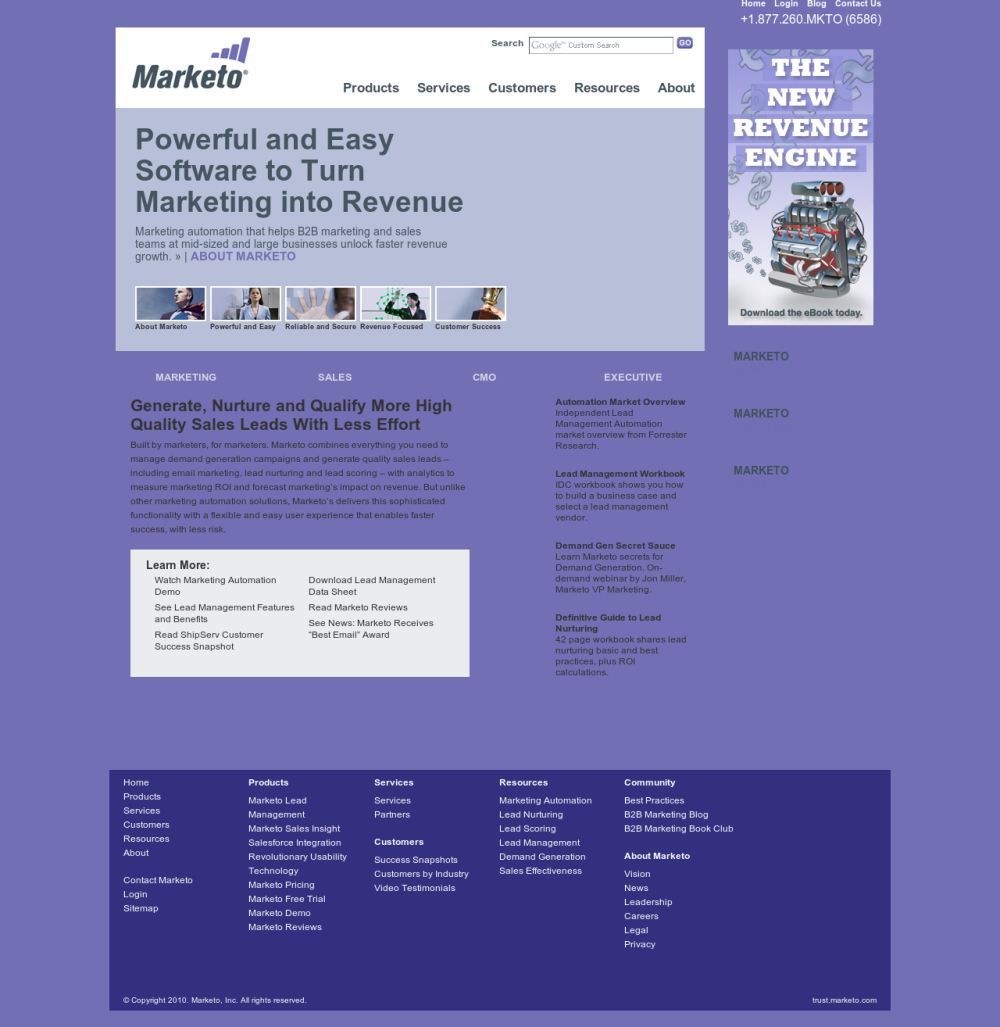 Home Login Blog Contact Us
+1.877.260.MKTO (6586)
Search Google™ Custom Search GO
Marketo®
Products Services Customers Resources About
THE
NEW
REVENUE
ENGINE
Download the eBook today.
Powerful and Easy
Software to Turn
Marketing into Revenue
Marketing automation that helps B2B marketing and sales
teams at mid-sized and large businesses unlock faster revenue
growth. » | ABOUT MARKETO
About Marketo Powerful and Easy Reliable and Secure Revenue Focused Customer Success
MARKETO
MARKETO
MARKETO
MARKETING SALES CMO EXECUTIVE
Generate, Nurture and Qualify More High
Quality Sales Leads With Less Effort
Built by marketers, for marketers. Marketo combines everything you need to
manage demand generation campaigns and generate quality sales leads –
including email marketing, lead nurturing and lead scoring – with analytics to
measure marketing ROI and forecast marketing's impact on revenue. But unlike
other marketing automation solutions, Marketo's delivers this sophisticated
functionality with a flexible and easy user experience that enables faster
success, with less risk.
Learn More:
Watch Marketing Automation
Demo
See Lead Management Features
and Benefits
Read ShipServ Customer
Success Snapshot
Download Lead Management
Data Sheet
Read Marketo Reviews
See News: Marketo Receives
"Best Email" Award
Automation Market Overview
Independent Lead
Management Automation
market overview from Forrester
Research.
Lead Management Workbook
IDC workbook shows you how
to build a business case and
select a lead management
vendor.
Demand Gen Secret Sauce
Learn Marketo secrets for
Demand Generation. On-
demand webinar by Jon Miller,
Marketo VP Marketing.
Definitive Guide to Lead
Nurturing
42 page workbook shares lead
nurturing basic and best
practices, plus ROI
calculations.
Home
Products
Services
Customers
Resources
About
Contact Marketo
Login
Sitemap
Products
Marketo Lead
Management
Marketo Sales Insight
Salesforce Integration
Revolutionary Usability
Technology
Marketo Pricing
Marketo Free Trial
Marketo Demo
Marketo Reviews
Services
Services
Partners
Customers
Success Snapshots
Customers by Industry
Video Testimonials
Resources
Marketing Automation
Lead Nurturing
Lead Scoring
Lead Management
Demand Generation
Sales Effectiveness
Community
Best Practices
B2B Marketing Blog
B2B Marketing Book Club
About Marketo
Vision
News
Leadership
Careers
Legal
Privacy
© Copyright 2010. Marketo, Inc. All rights reserved.
trust.marketo.com